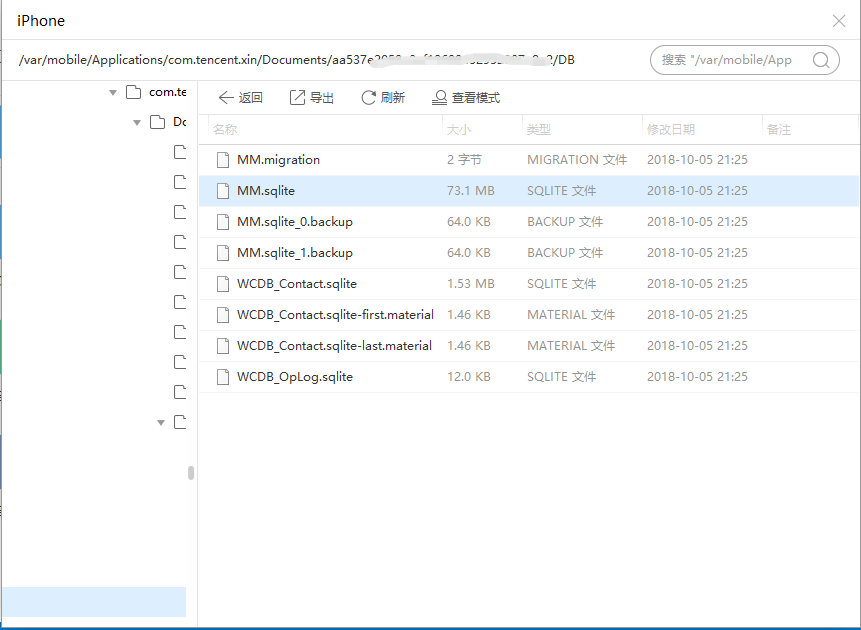 iPhone
/var/mobile/Applications/com.tencent.xin/Documents/aa537e
/DB
搜索 "/var/mobile/App
com.te
Dc
返回 导出 刷新 查看模式
名称 大小 类型 修改日期 备注
MM.migration 2 字节 MIGRATION 文件 2018-10-05 21:25
MM.sqlite 73.1 MB SQLITE 文件 2018-10-05 21:25
MM.sqlite_0.backup 64.0 KB BACKUP 文件 2018-10-05 21:25
MM.sqlite_1.backup 64.0 KB BACKUP 文件 2018-10-05 21:25
WCDB_Contact.sqlite 1.53 MB SQLITE 文件 2018-10-05 21:25
WCDB_Contact.sqlite-first.material 1.46 KB MATERIAL 文件 2018-10-05 21:25
WCDB_Contact.sqlite-last.material 1.46 KB MATERIAL 文件 2018-10-05 21:25
WCDB_OpLog.sqlite 12.0 KB SQLITE 文件 2018-10-05 21:25